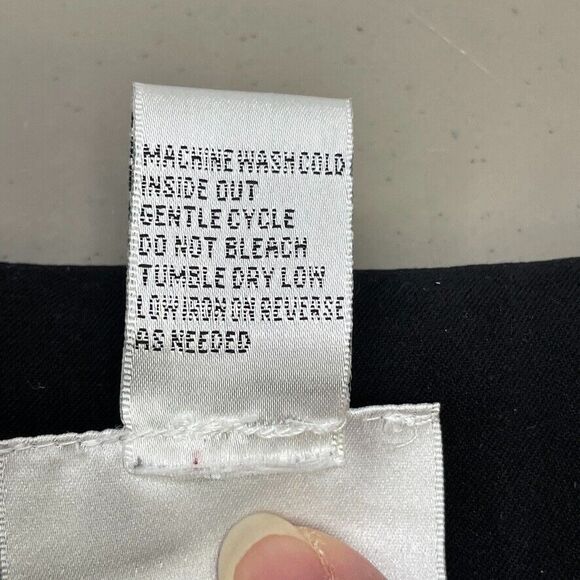 MACHINE WASH COLD
INSIDE OUT
GENTLE CYCLE
DO NOT BLEACH
TUMBLE DRY LOW
LOW IRON ON REVERSE
AS NEEDED